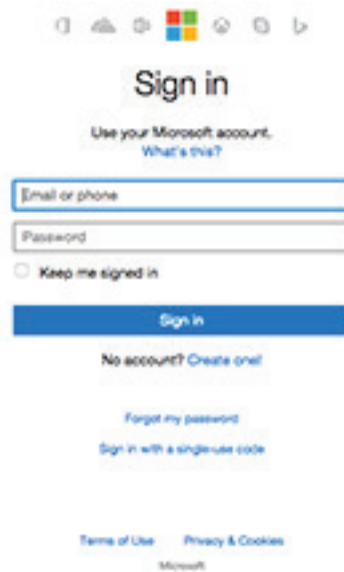 Sign in
Use your Microsoft account.
What's this?
Email or phone
Password
Keep me signed in
Sign in
No account? Create one!
Forgot my password
Sign in with a single-use code
Terms of Use Privacy & Cookies
Microsoft